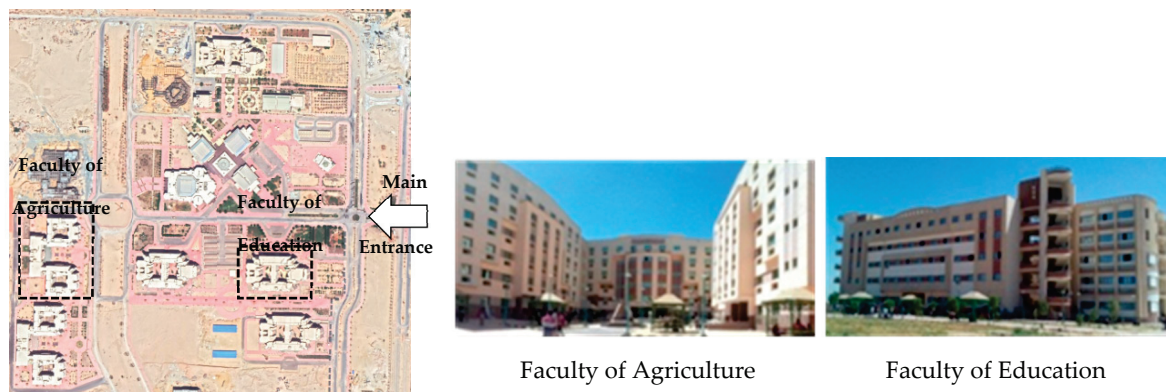 Faculty of
Agriculture
Faculty of
Education
Main
Entrance
Faculty of Agriculture
Faculty of Education